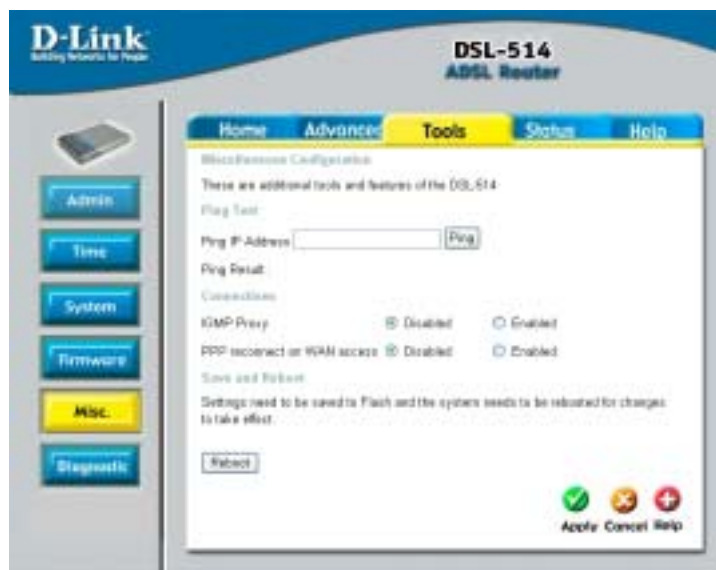 D-Link
Building Networks for People
DSL-514
ADSL Router
Home Advanced Tools Status Help
Admin
Time
System
Firmware
Misc.
Diagnostic
Miscellaneous Configuration
These are additional tools and features of the DSL-514
Ping Test
Ping IP Address Ping
Ping Result
Connections
IGMP Proxy Disabled Enabled
PPP reconnect on WAN access Disabled Enabled
Save and Reboot
Settings need to be saved to Flash and the system needs to be rebooted for changes
to take effect.
Reboot
Apply Cancel Help